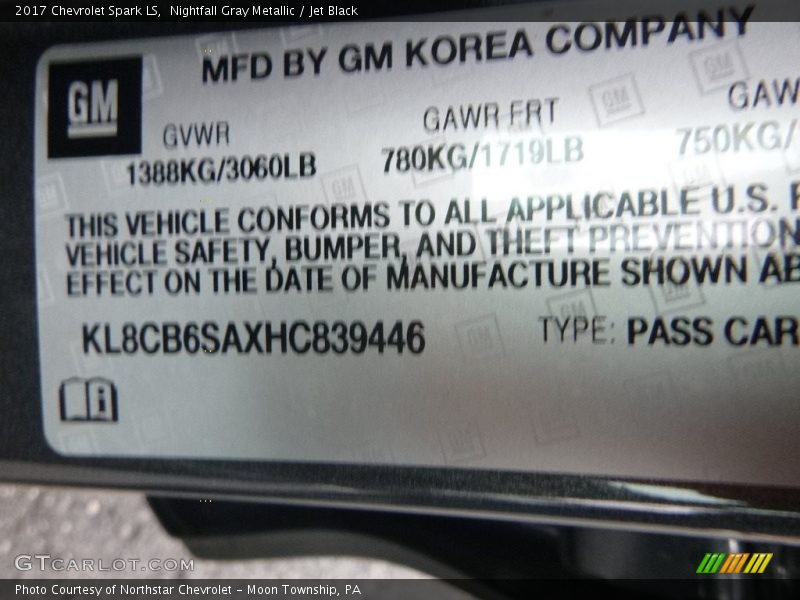 2017 Chevrolet Spark LS, Nightfall Gray Metallic / Jet Black
MFD BY GM KOREA COMPANY
GM
GVWR GAWR FRT GAW
1388KG/3060LB 780KG/1719LB 750KG/
THIS VEHICLE CONFORMS TO ALL APPLICABLE U.S. F
VEHICLE SAFETY, BUMPER, AND THEFT PREVENTION
EFFECT ON THE DATE OF MANUFACTURE SHOWN AB
KL8CB6SAXHC839446 TYPE: PASS CAR
GTCARLOT.COM
Photo Courtesy of Northstar Chevrolet - Moon Township, PA